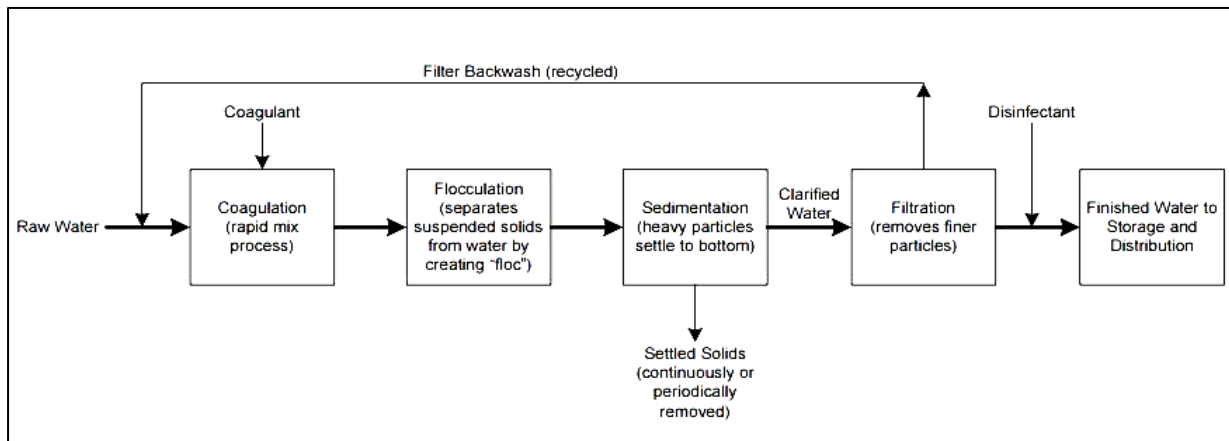 Filter Backwash (recycled)
Coagulant
Disinfectant
Raw Water
Coagulation
(rapid mix
process)
Flocculation
(separates
suspended solids
from water by
creating “floc”)
Sedimentation
(heavy particles
settle to bottom)
Clarified
Water
Filtration
(removes finer
particles)
Finished Water to
Storage and
Distribution
Settled Solids
(continuously or
periodically
removed)